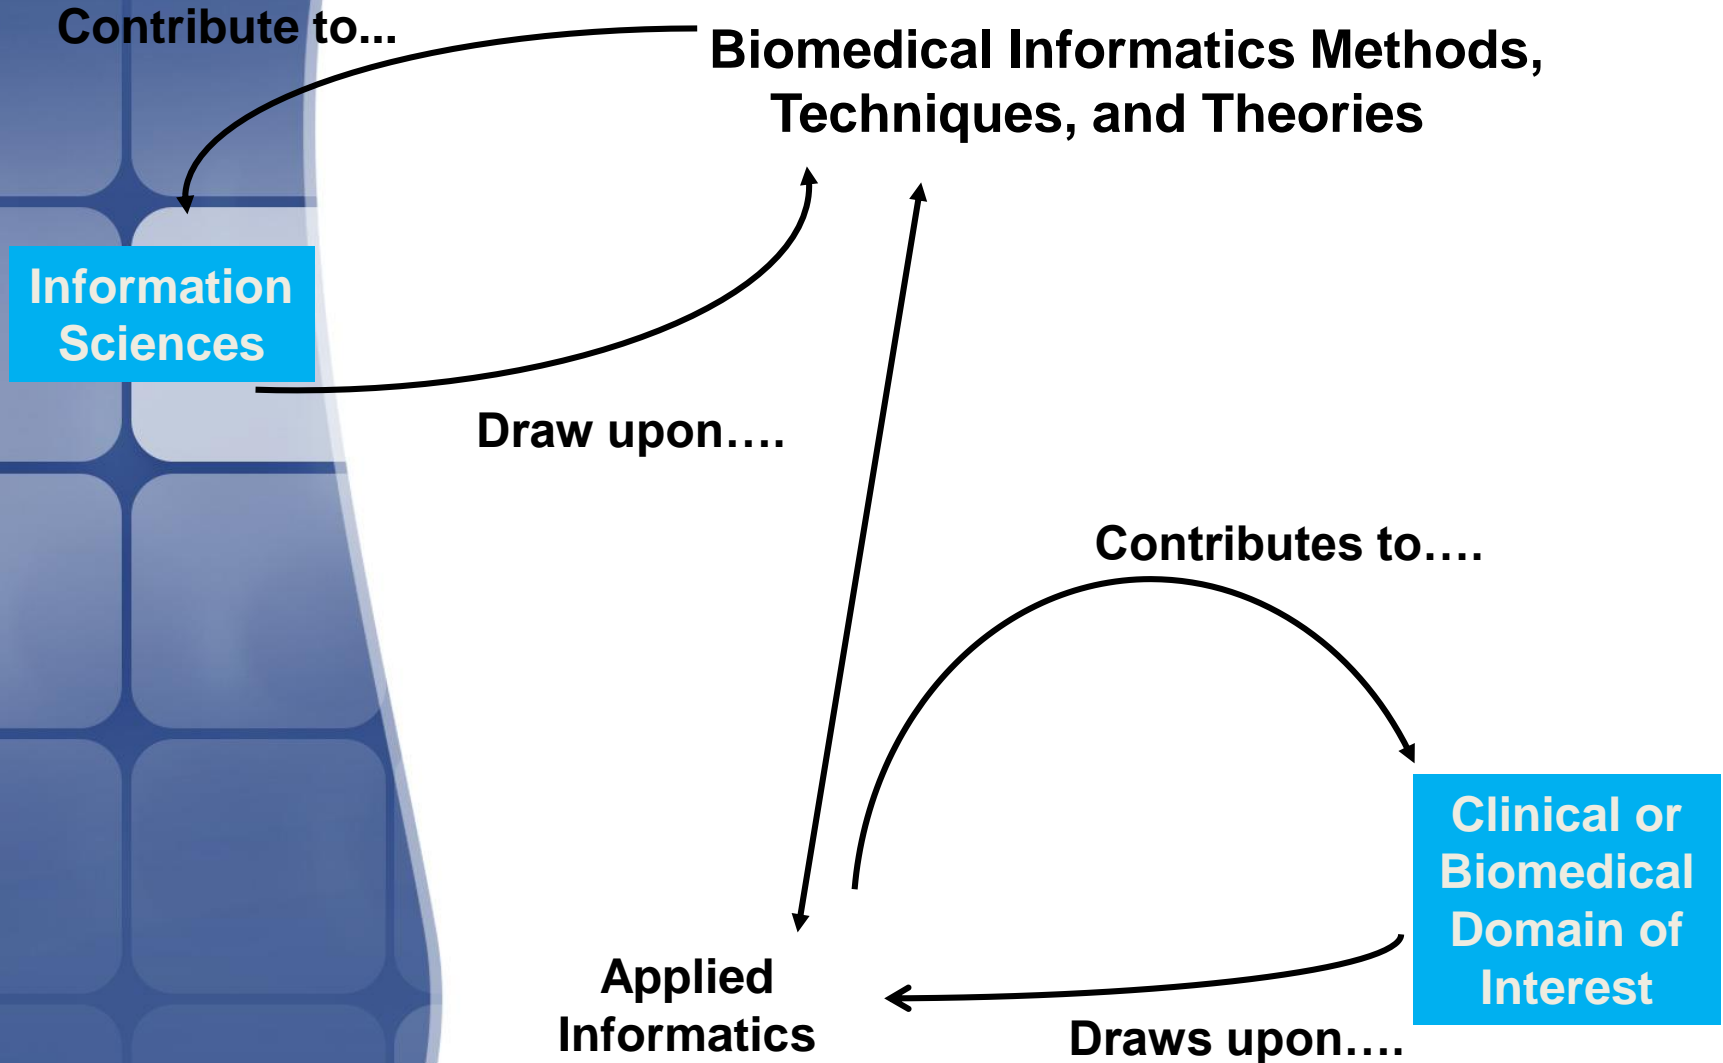 Contribute to...
Biomedical Informatics Methods,
Techniques, and Theories
Information
Sciences
Draw upon….
Contributes to….
Clinical or
Biomedical
Domain of
Interest
Applied
Informatics
Draws upon….